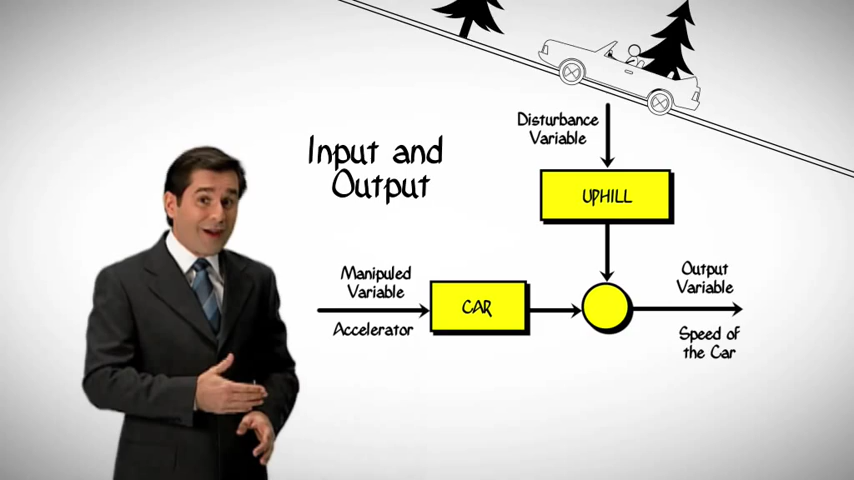 Input and
Output
Disturbance
Variable
UPHILL
Manipuled
Variable
Accelerator
CAR
Output
Variable
Speed of
the Car